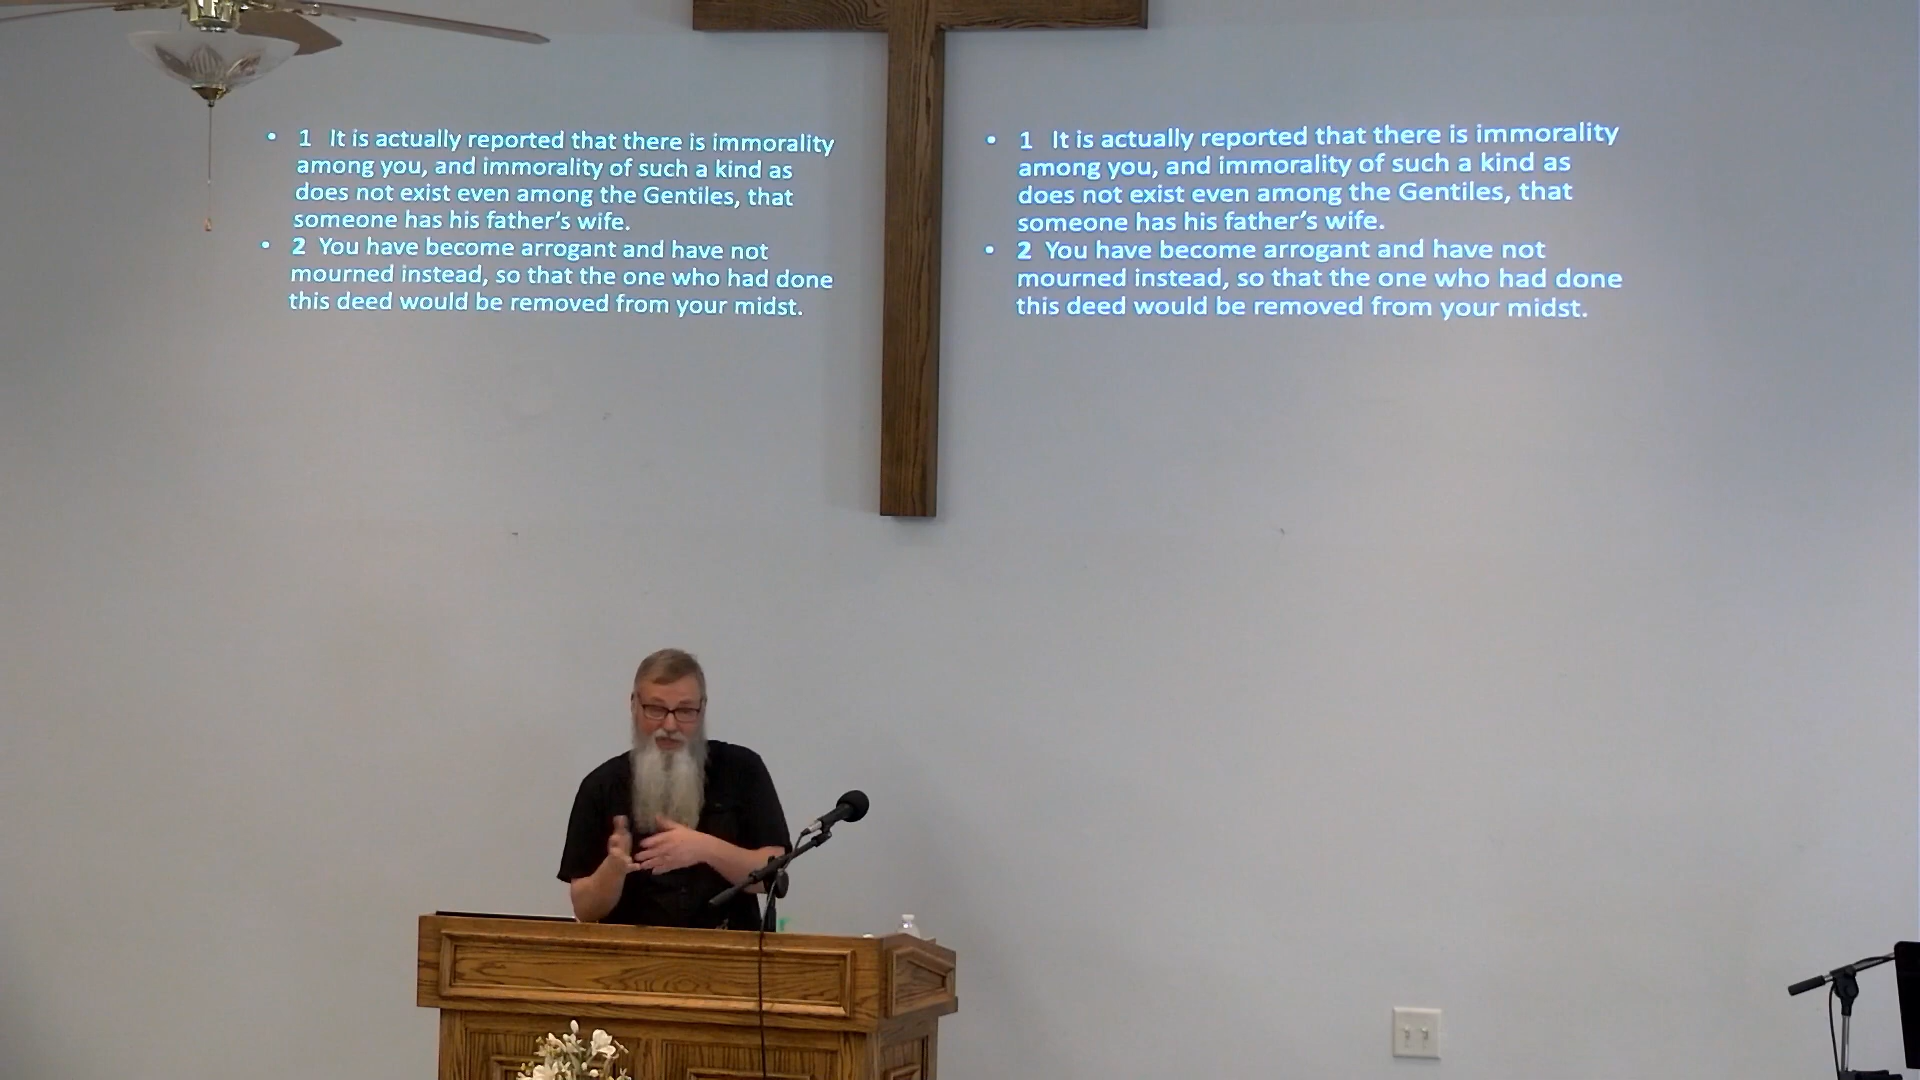 • 1 It is actually reported that there is immorality
among you, and immorality of such a kind as
does not exist even among the Gentiles, that
someone has his father's wife.
• 2 You have become arrogant and have not
mourned instead, so that the one who had done
this deed would be removed from your midst.
• 1 It is actually reported that there is immorality
among you, and immorality of such a kind as
does not exist even among the Gentiles, that
someone has his father's wife.
• 2 You have become arrogant and have not
mourned instead, so that the one who had done
this deed would be removed from your midst.